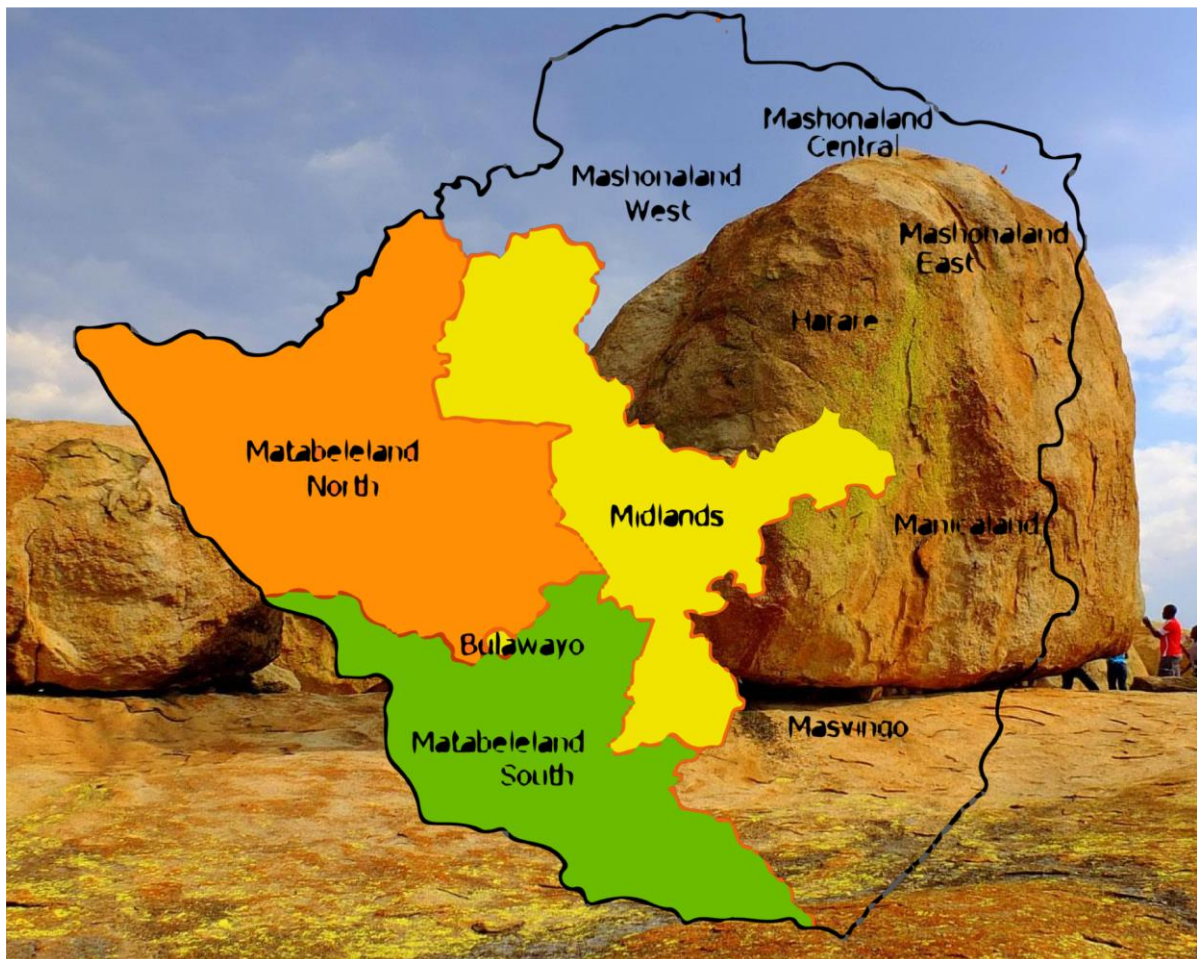 Mashonaland
Central
Mashonaland
West
Mashonaland
East
Harare
Matabeleland
North
Midlands
Manicaland
Bulawayo
Masvingo
Matabeleland
South